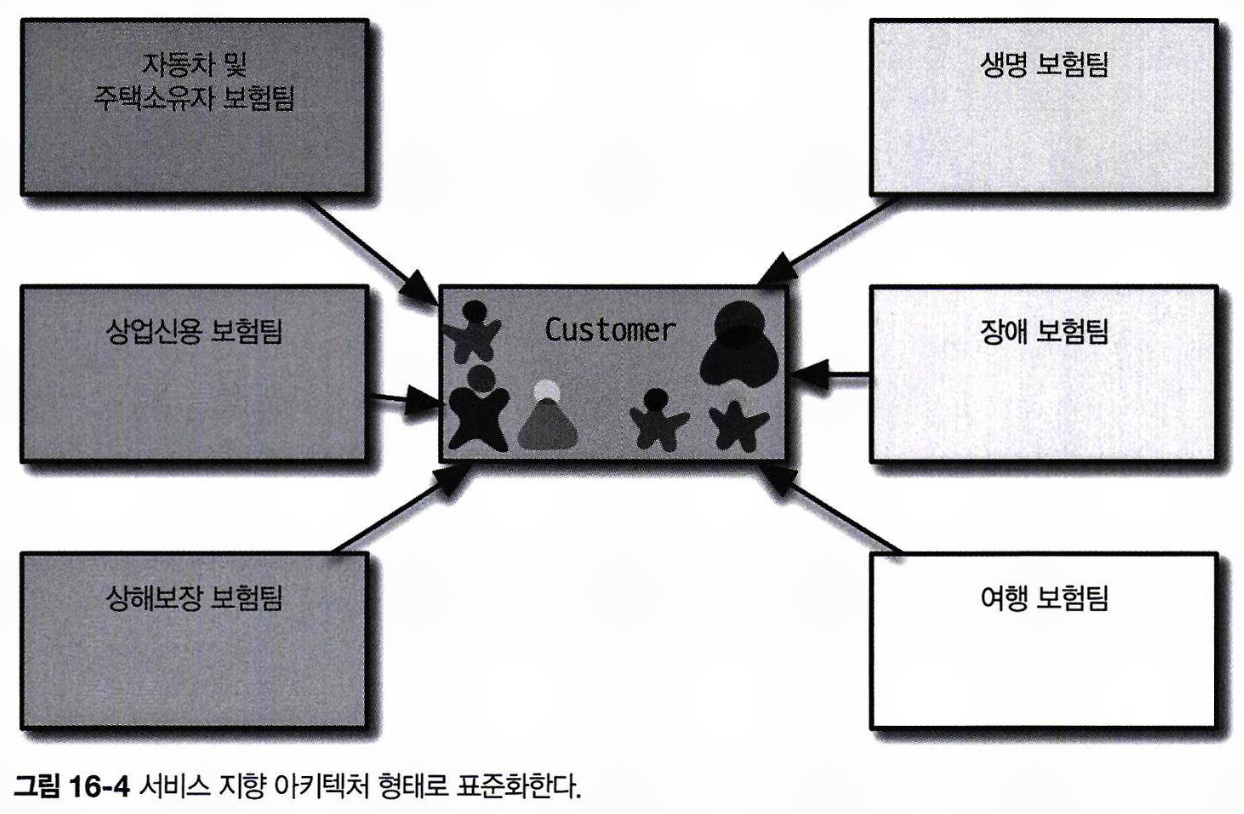 자동차 및
주택소유자 보험팀
생명 보험팀
상업신용 보험팀
Customer
장애 보험팀
상해보장 보험팀
여행 보험팀
그림 16-4 서비스 지향 아키텍처 형태로 표준화한다.